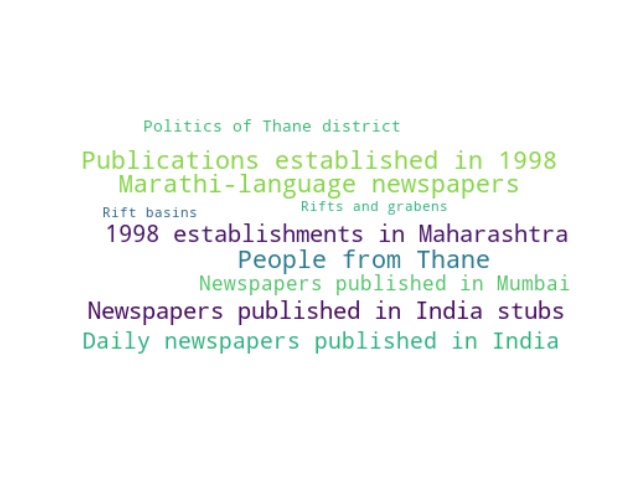 Politics of Thane district
Publications established in 1998
Marathi-language newspapers
Rifts and grabens
Rift basins
1998 establishments in Maharashtra
People from Thane
Newspapers published in Mumbai
Newspapers published in India stubs
Daily newspapers published in India